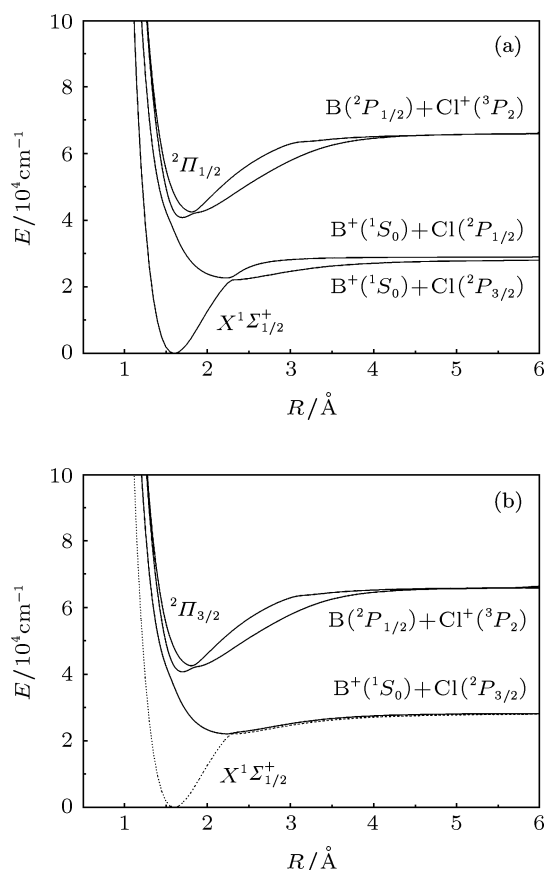 (a)
10
8
6
4
2
0
E/10⁴cm⁻¹
B(²P₁/₂)+Cl⁺(³P₂)
²Π₁/₂
B⁺(¹S₀)+Cl(²P₁/₂)
B⁺(¹S₀)+Cl(²P₃/₂)
X¹Σ⁺₁/₂
1 2 3 4 5 6
R/Å
(b)
10
8
6
4
2
0
E/10⁴cm⁻¹
²Π₃/₂
B(²P₁/₂)+Cl⁺(³P₂)
B⁺(¹S₀)+Cl(²P₃/₂)
X¹Σ⁺₁/₂
1 2 3 4 5 6
R/Å